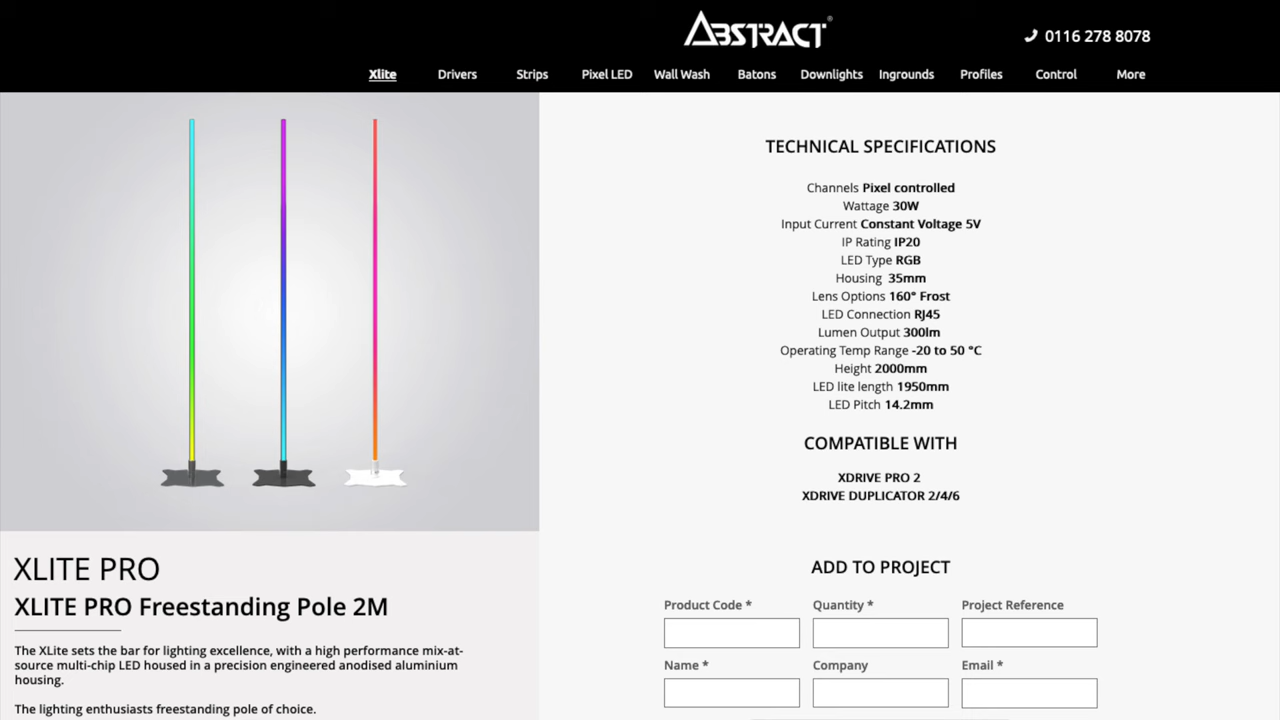 ABSTRACT®
0116 278 8078
Xlite Drivers Strips Pixel LED Wall Wash Batons Downlights Ingrounds Profiles Control More
TECHNICAL SPECIFICATIONS
Channels Pixel controlled
Wattage 30W
Input Current Constant Voltage 5V
IP Rating IP20
LED Type RGB
Housing 35mm
Lens Options 160° Frost
LED Connection RJ45
Lumen Output 300lm
Operating Temp Range -20 to 50 °C
Height 2000mm
LED lite length 1950mm
LED Pitch 14.2mm
COMPATIBLE WITH
XDRIVE PRO 2
XDRIVE DUPLICATOR 2/4/6
XLITE PRO
XLITE PRO Freestanding Pole 2M
The XLite sets the bar for lighting excellence, with a high performance mix-at-
source multi-chip LED housed in a precision engineered anodised aluminium
housing.
The lighting enthusiasts freestanding pole of choice.
ADD TO PROJECT
Product Code * Quantity * Project Reference
Name * Company Email *